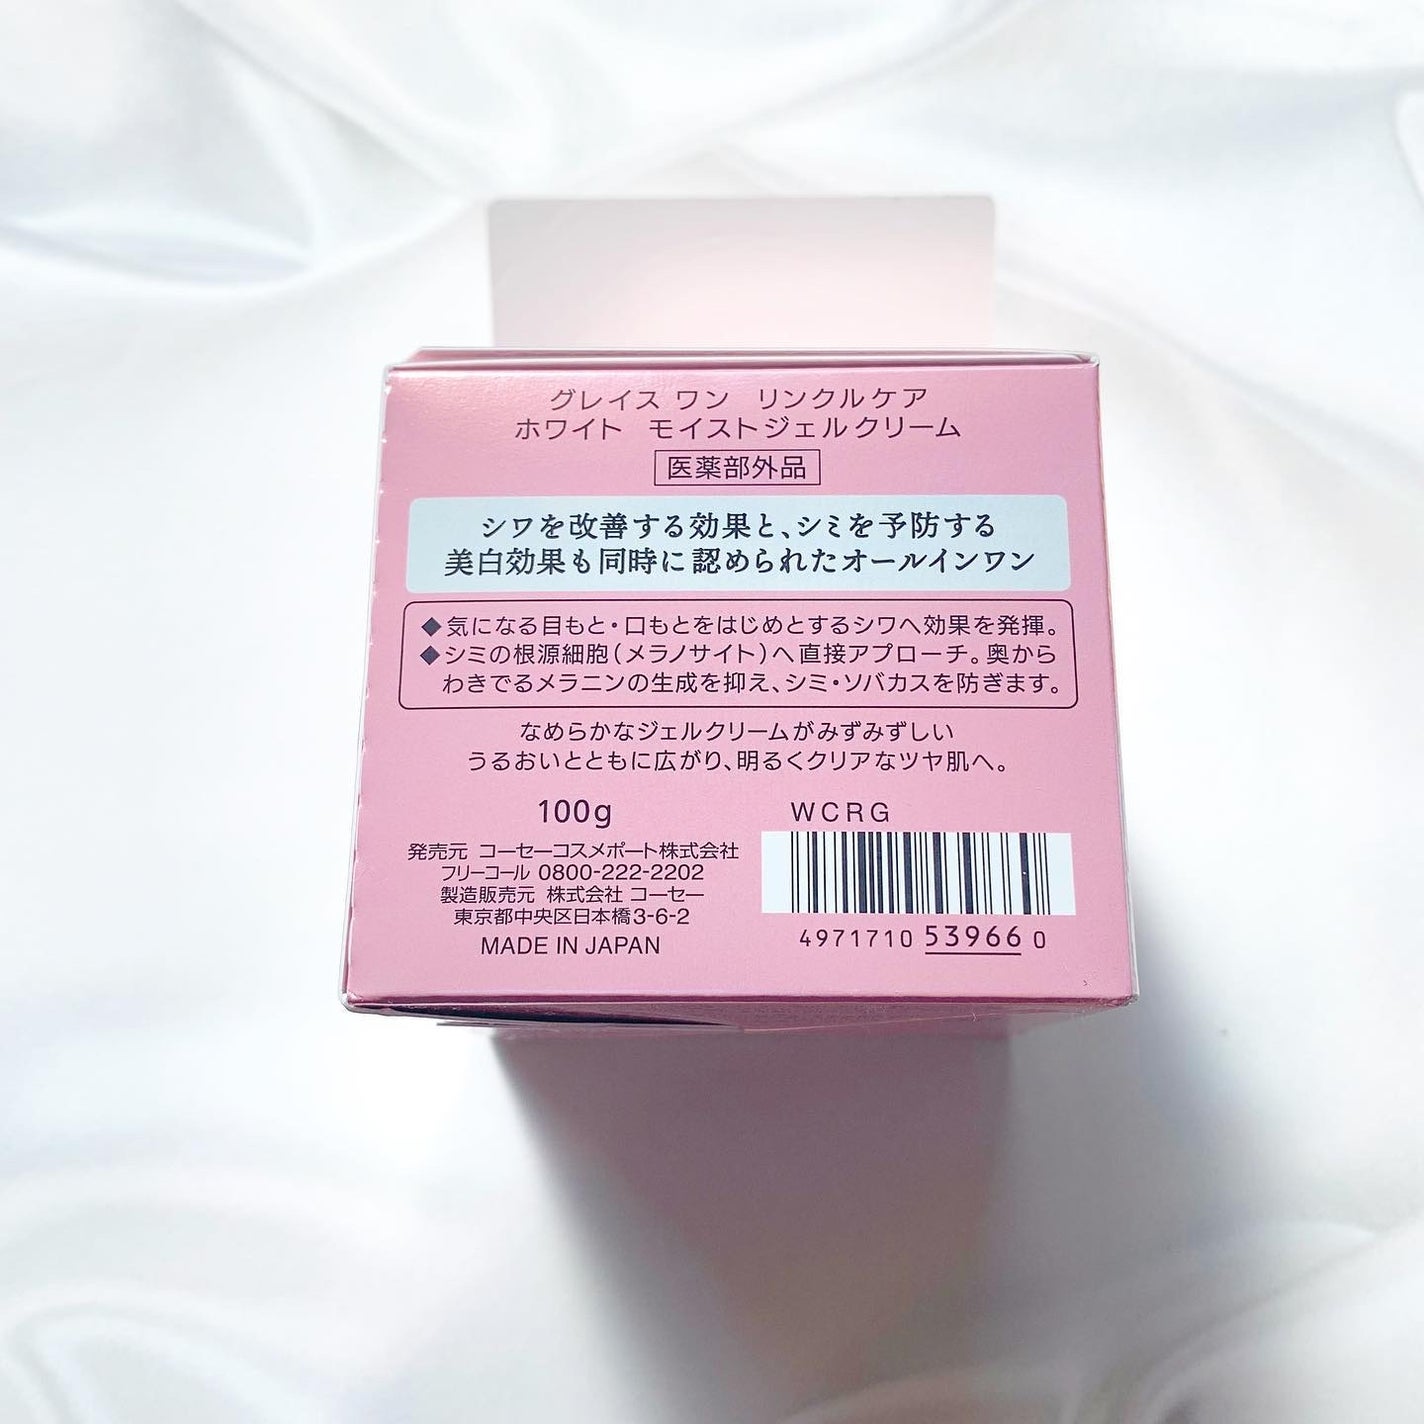 グレイス ワン リンクルケア
ホワイト モイストジェルクリーム
医薬部外品
シワを改善する効果と、シミを予防する
美白効果も同時に認められたオールインワン
◆気になる目もと・口もとをはじめとするシワへ効果を発揮。
◆シミの根源細胞(メラノサイト)へ直接アプローチ。奥から
わきでるメラニンの生成を抑え、シミ・ソバカスを防ぎます。
なめらかなジェルクリームがみずみずしい
うるおいとともに広がり、明るくクリアなツヤ肌へ。
100g
発売元 コーセーコスメポート株式会社
フリーコール 0800-222-2202
製造販売元 株式会社 コーセー
東京都中央区日本橋3-6-2
MADE IN JAPAN
WCRG
4971710 539660